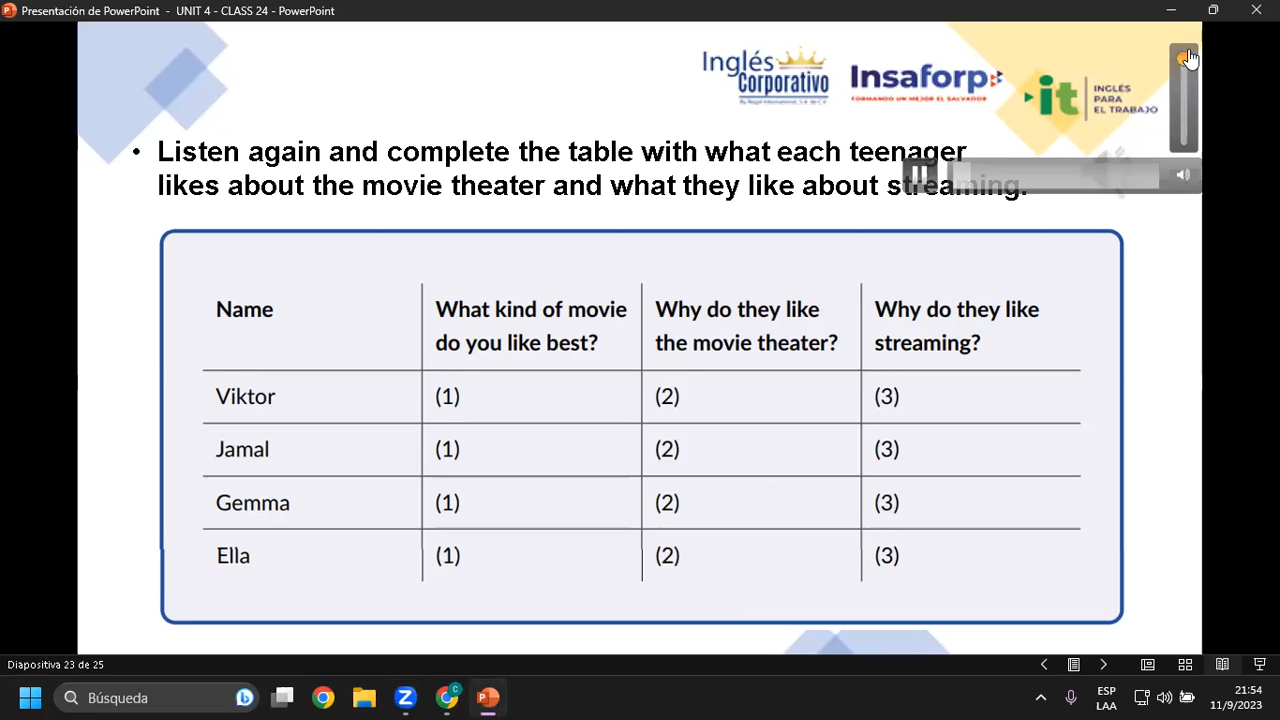 Presentación de PowerPoint - UNIT 4 - CLASS 24 - PowerPoint
Inglés Corporativo
By Regal International, S.A. de C.V.
Insaforp
FORMANDO UN MEJOR EL SALVADOR
it INGLÉS PARA EL TRABAJO
• Listen again and complete the table with what each teenager
likes about the movie theater and what they like about streaming.
Name What kind of movie do you like best? Why do they like the movie theater? Why do they like streaming?
Viktor (1) (2) (3)
Jamal (1) (2) (3)
Gemma (1) (2) (3)
Ella (1) (2) (3)
Diapositiva 23 de 25
Búsqueda
ESP
LAA
21:54
11/9/2023